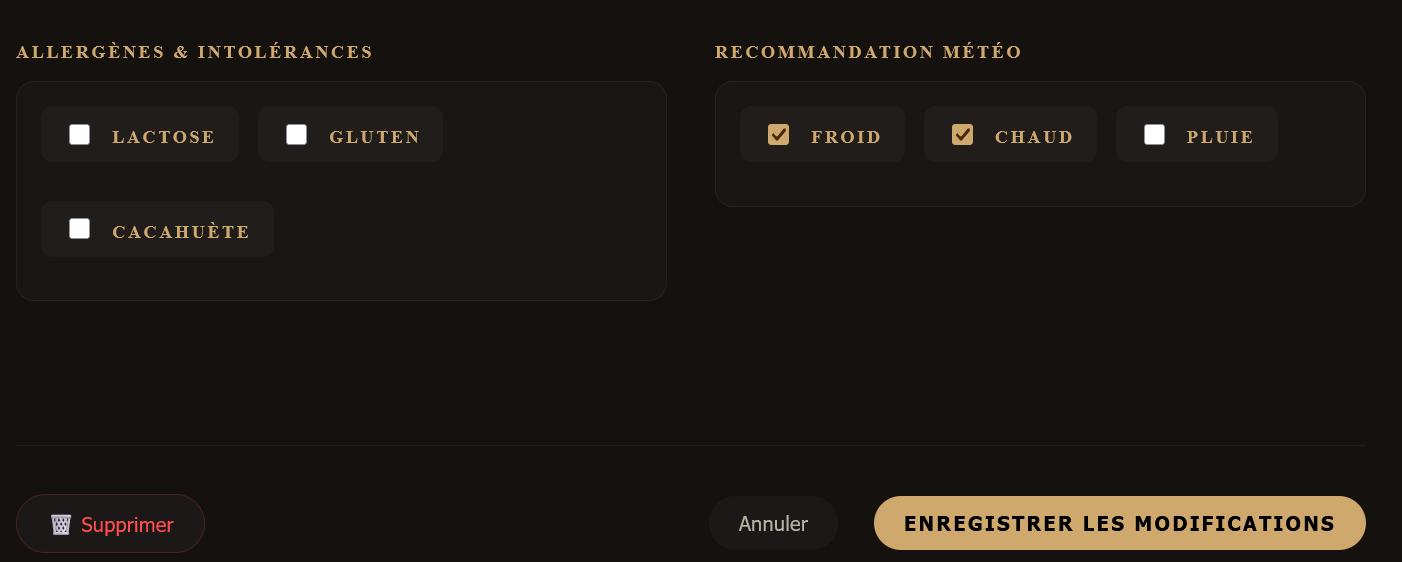 ALLERGÈNES & INTOLÉRANCES
LACTOSE
GLUTEN
CACAHUÈTE
RECOMMANDATION MÉTÉO
FROID
CHAUD
PLUIE
Supprimer
Annuler
ENREGISTRER LES MODIFICATIONS